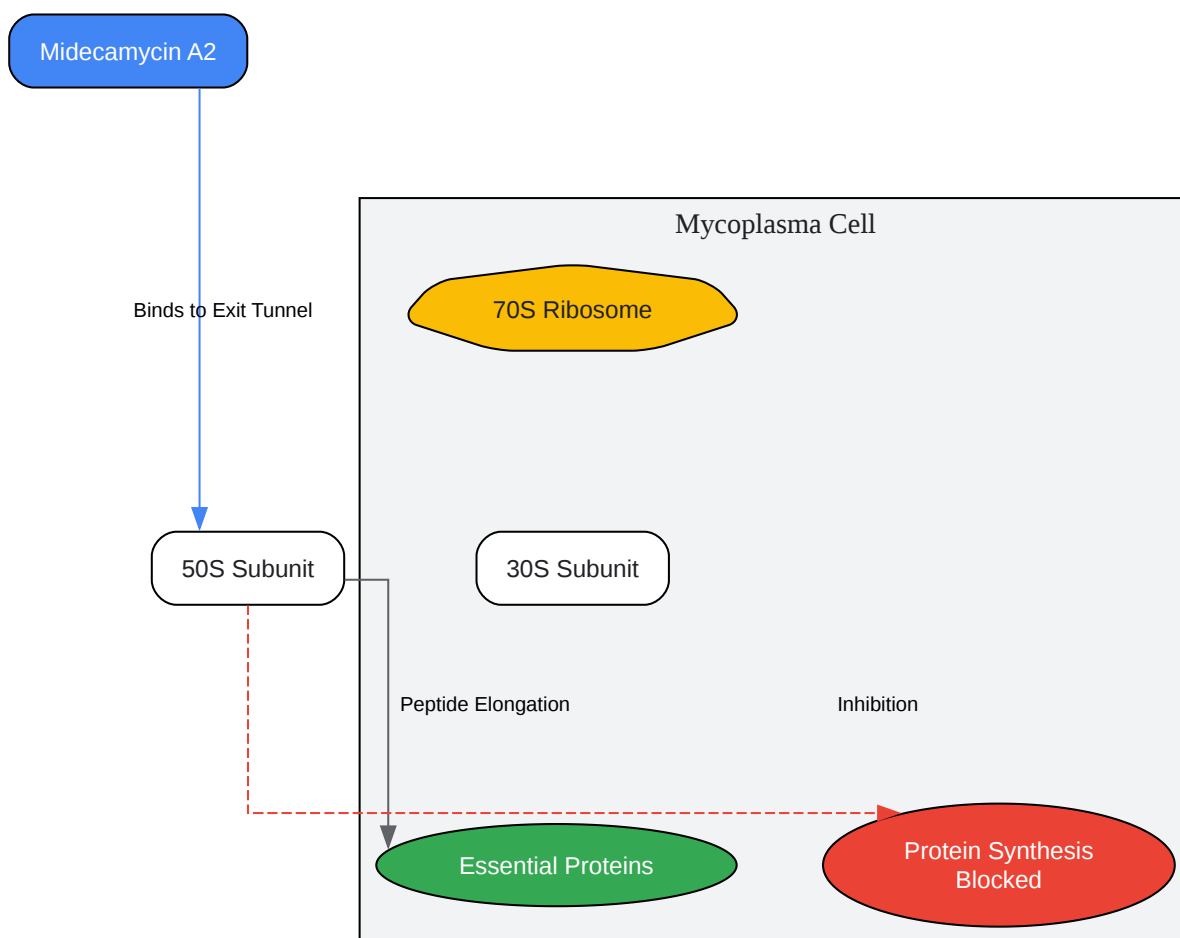 Midecamycin A2
Mycoplasma Cell
70S Ribosome
Binds to Exit Tunnel
50S Subunit
30S Subunit
Peptide Elongation
Inhibition
Essential Proteins
Protein Synthesis
Blocked